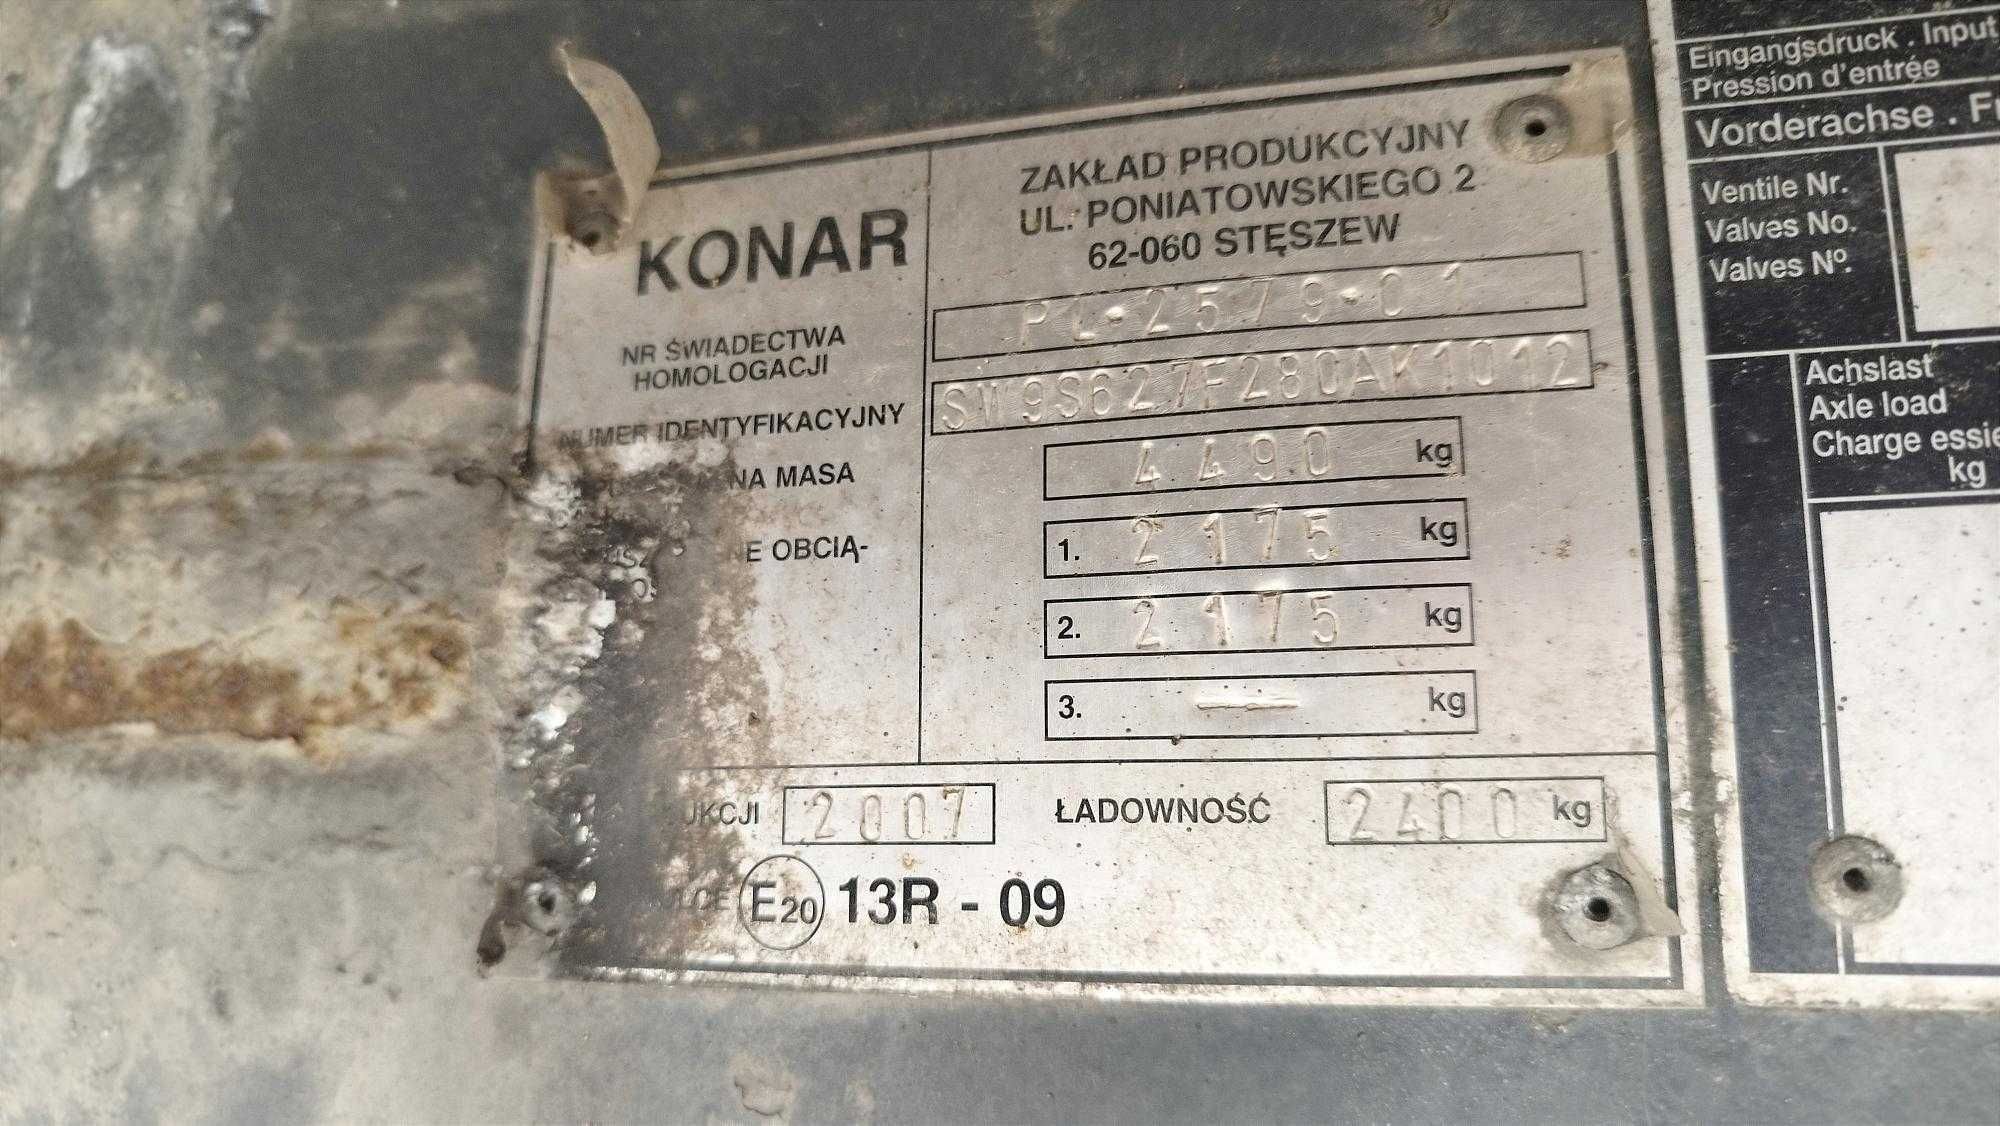 KONAR
ZAKŁAD PRODUKCYJNY
UL. PONIATOWSKIEGO 2
62-060 STĘSZEW
NR ŚWIADECTWA
HOMOLOGACJI
PL-2579-01
NUMER IDENTYFIKACYJNY
SW9S627F280AK1012
NA MASA
4490 kg
E OBCIĄ-
1. 2175 kg
2. 2175 kg
3. — kg
UKCJI 2007
ŁADOWNOŚĆ 2400 kg
E20 13R - 09
Eingangsdruck . Input
Pression d'entrée
Vorderachse .
Ventile Nr.
Valves No.
Valves Nº.
Achslast
Axle load
Charge essie
kg